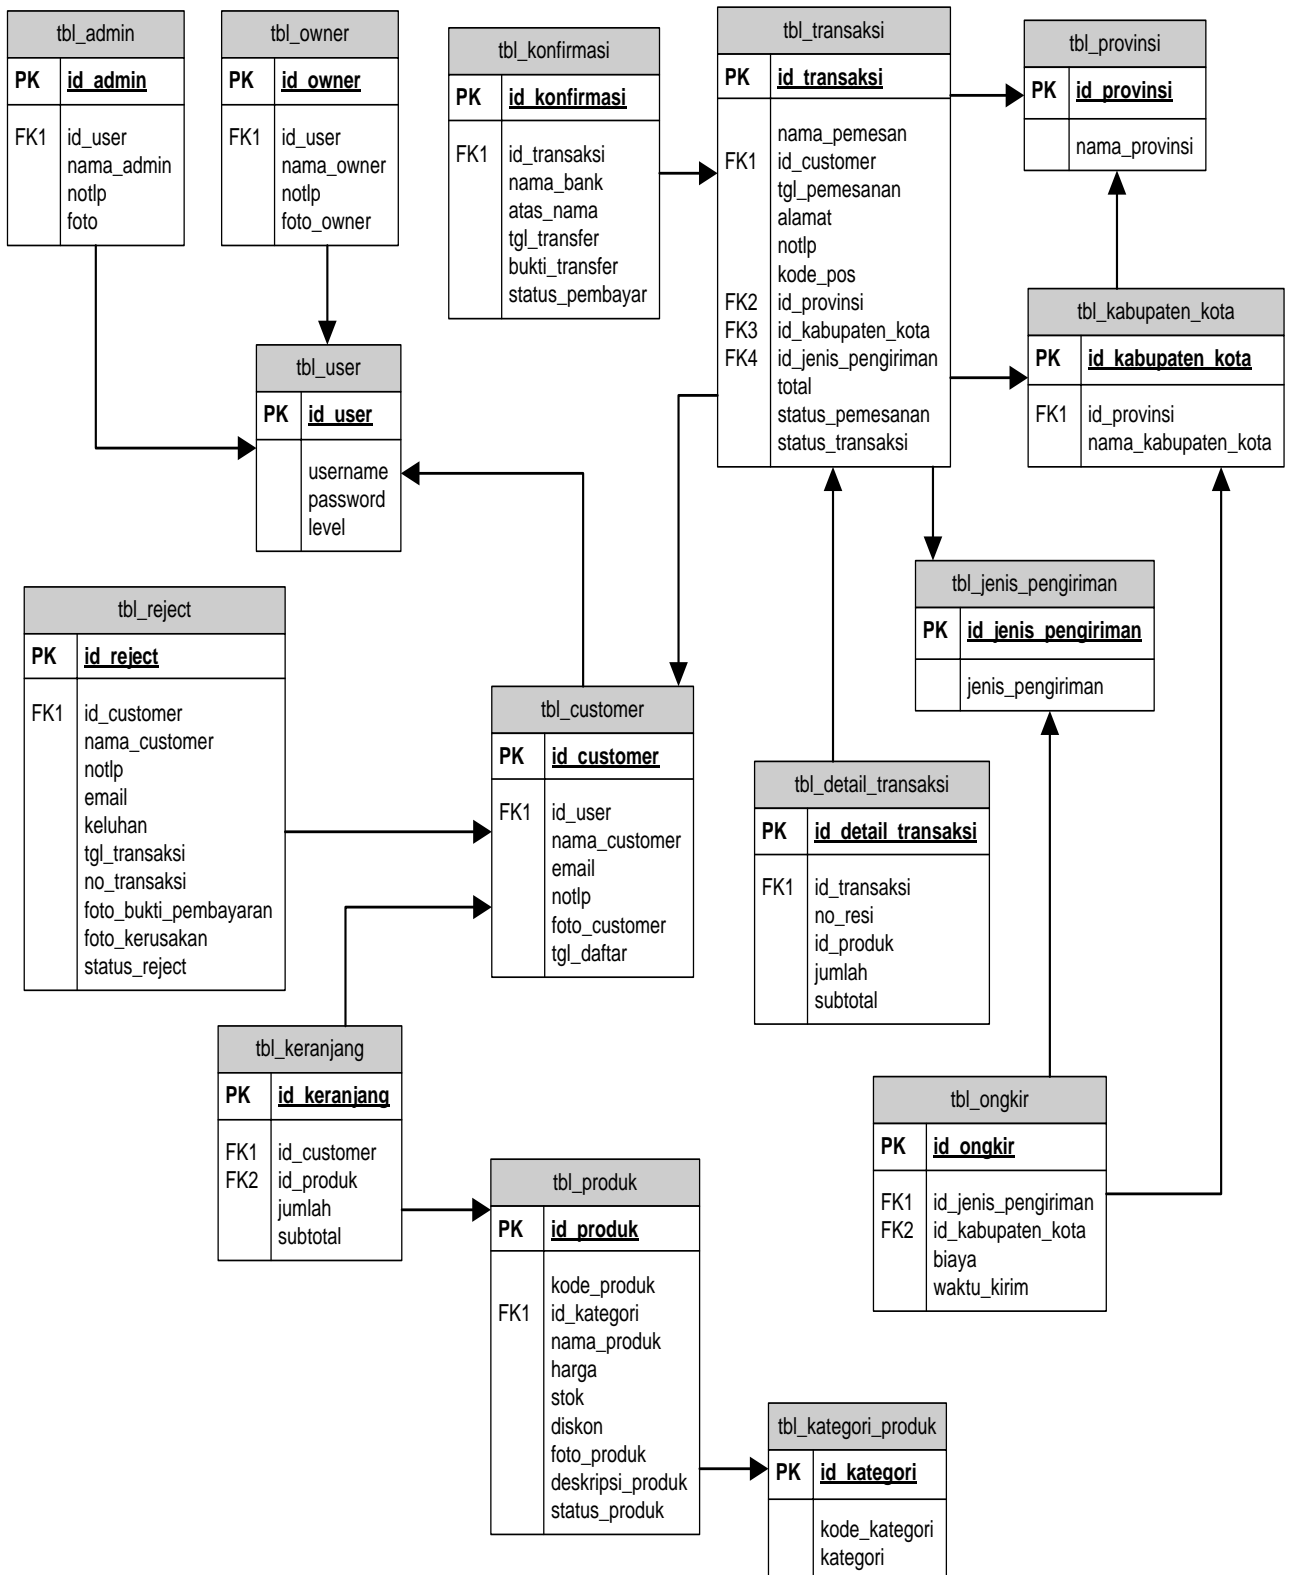 tbl_admin
PK id_admin
FK1 id_user
nama_admin
notlp
foto
tbl_owner
PK id_owner
FK1 id_user
nama_owner
notlp
foto_owner
tbl_konfirmasi
PK id_konfirmasi
FK1 id_transaksi
nama_bank
atas_nama
tgl_transfer
bukti_transfer
status_pembayar
tbl_transaksi
PK id_transaksi
nama_pemesan
FK1 id_customer
tgl_pemesanan
alamat
notlp
kode_pos
FK2 id_provinsi
FK3 id_kabupaten_kota
FK4 id_jenis_pengiriman
total
status_pemesanan
status_transaksi
tbl_provinsi
PK id_provinsi
nama_provinsi
tbl_kabupaten_kota
PK id_kabupaten_kota
FK1 id_provinsi
nama_kabupaten_kota
tbl_user
PK id_user
username
password
level
tbl_jenis_pengiriman
PK id_jenis_pengiriman
jenis_pengiriman
tbl_reject
PK id_reject
FK1 id_customer
nama_customer
notlp
email
keluhan
tgl_transaksi
no_transaksi
foto_bukti_pembayaran
foto_kerusakan
status_reject
tbl_customer
PK id_customer
FK1 id_user
nama_customer
email
notlp
foto_customer
tgl_daftar
tbl_detail_transaksi
PK id_detail_transaksi
FK1 id_transaksi
no_resi
id_produk
jumlah
subtotal
tbl_keranjang
PK id_keranjang
FK1 id_customer
FK2 id_produk
jumlah
subtotal
tbl_ongkir
PK id_ongkir
FK1 id_jenis_pengiriman
FK2 id_kabupaten_kota
biaya
waktu_kirim
tbl_produk
PK id_produk
kode_produk
FK1 id_kategori
nama_produk
harga
stok
diskon
foto_produk
deskripsi_produk
status_produk
tbl_kategori_produk
PK id_kategori
kode_kategori
kategori